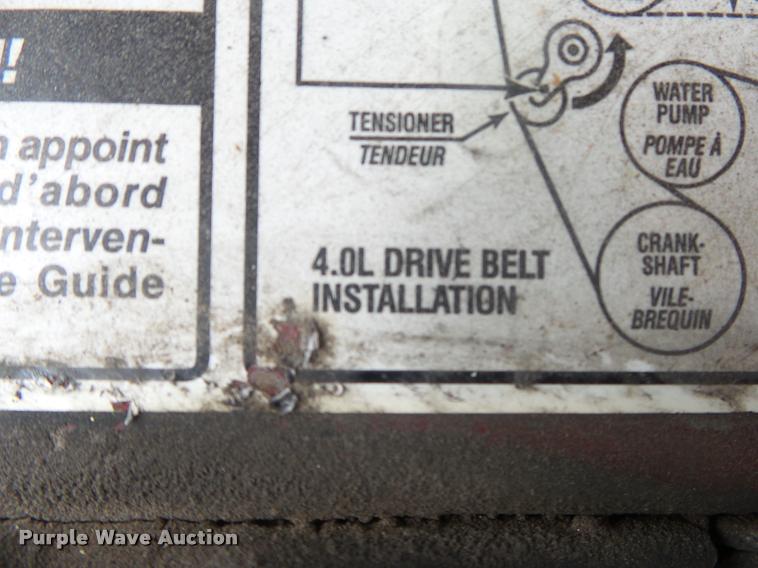 !
n appoint
d'abord
interven-
e Guide
TENSIONER
TENDEUR
WATER
PUMP
POMPE À
EAU
CRANK-
SHAFT
VILE-
BREQUIN
4.0L DRIVE BELT
INSTALLATION
Purple Wave Auction